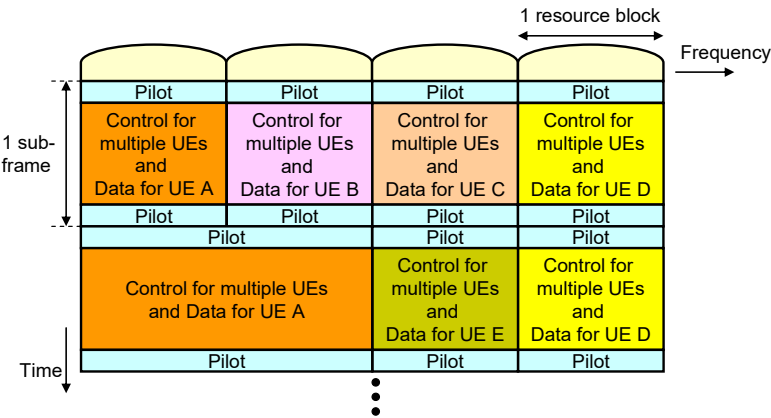 1 resource block
Frequency
Pilot Pilot Pilot Pilot
1 sub-
frame
Control for
multiple UEs
and
Data for UE A
Control for
multiple UEs
and
Data for UE B
Control for
multiple UEs
and
Data for UE C
Control for
multiple UEs
and
Data for UE D
Pilot Pilot Pilot Pilot
Pilot Pilot Pilot
Control for multiple UEs
and Data for UE A
Control for
multiple UEs
and
Data for UE E
Control for
multiple UEs
and
Data for UE D
Pilot Pilot Pilot
Time